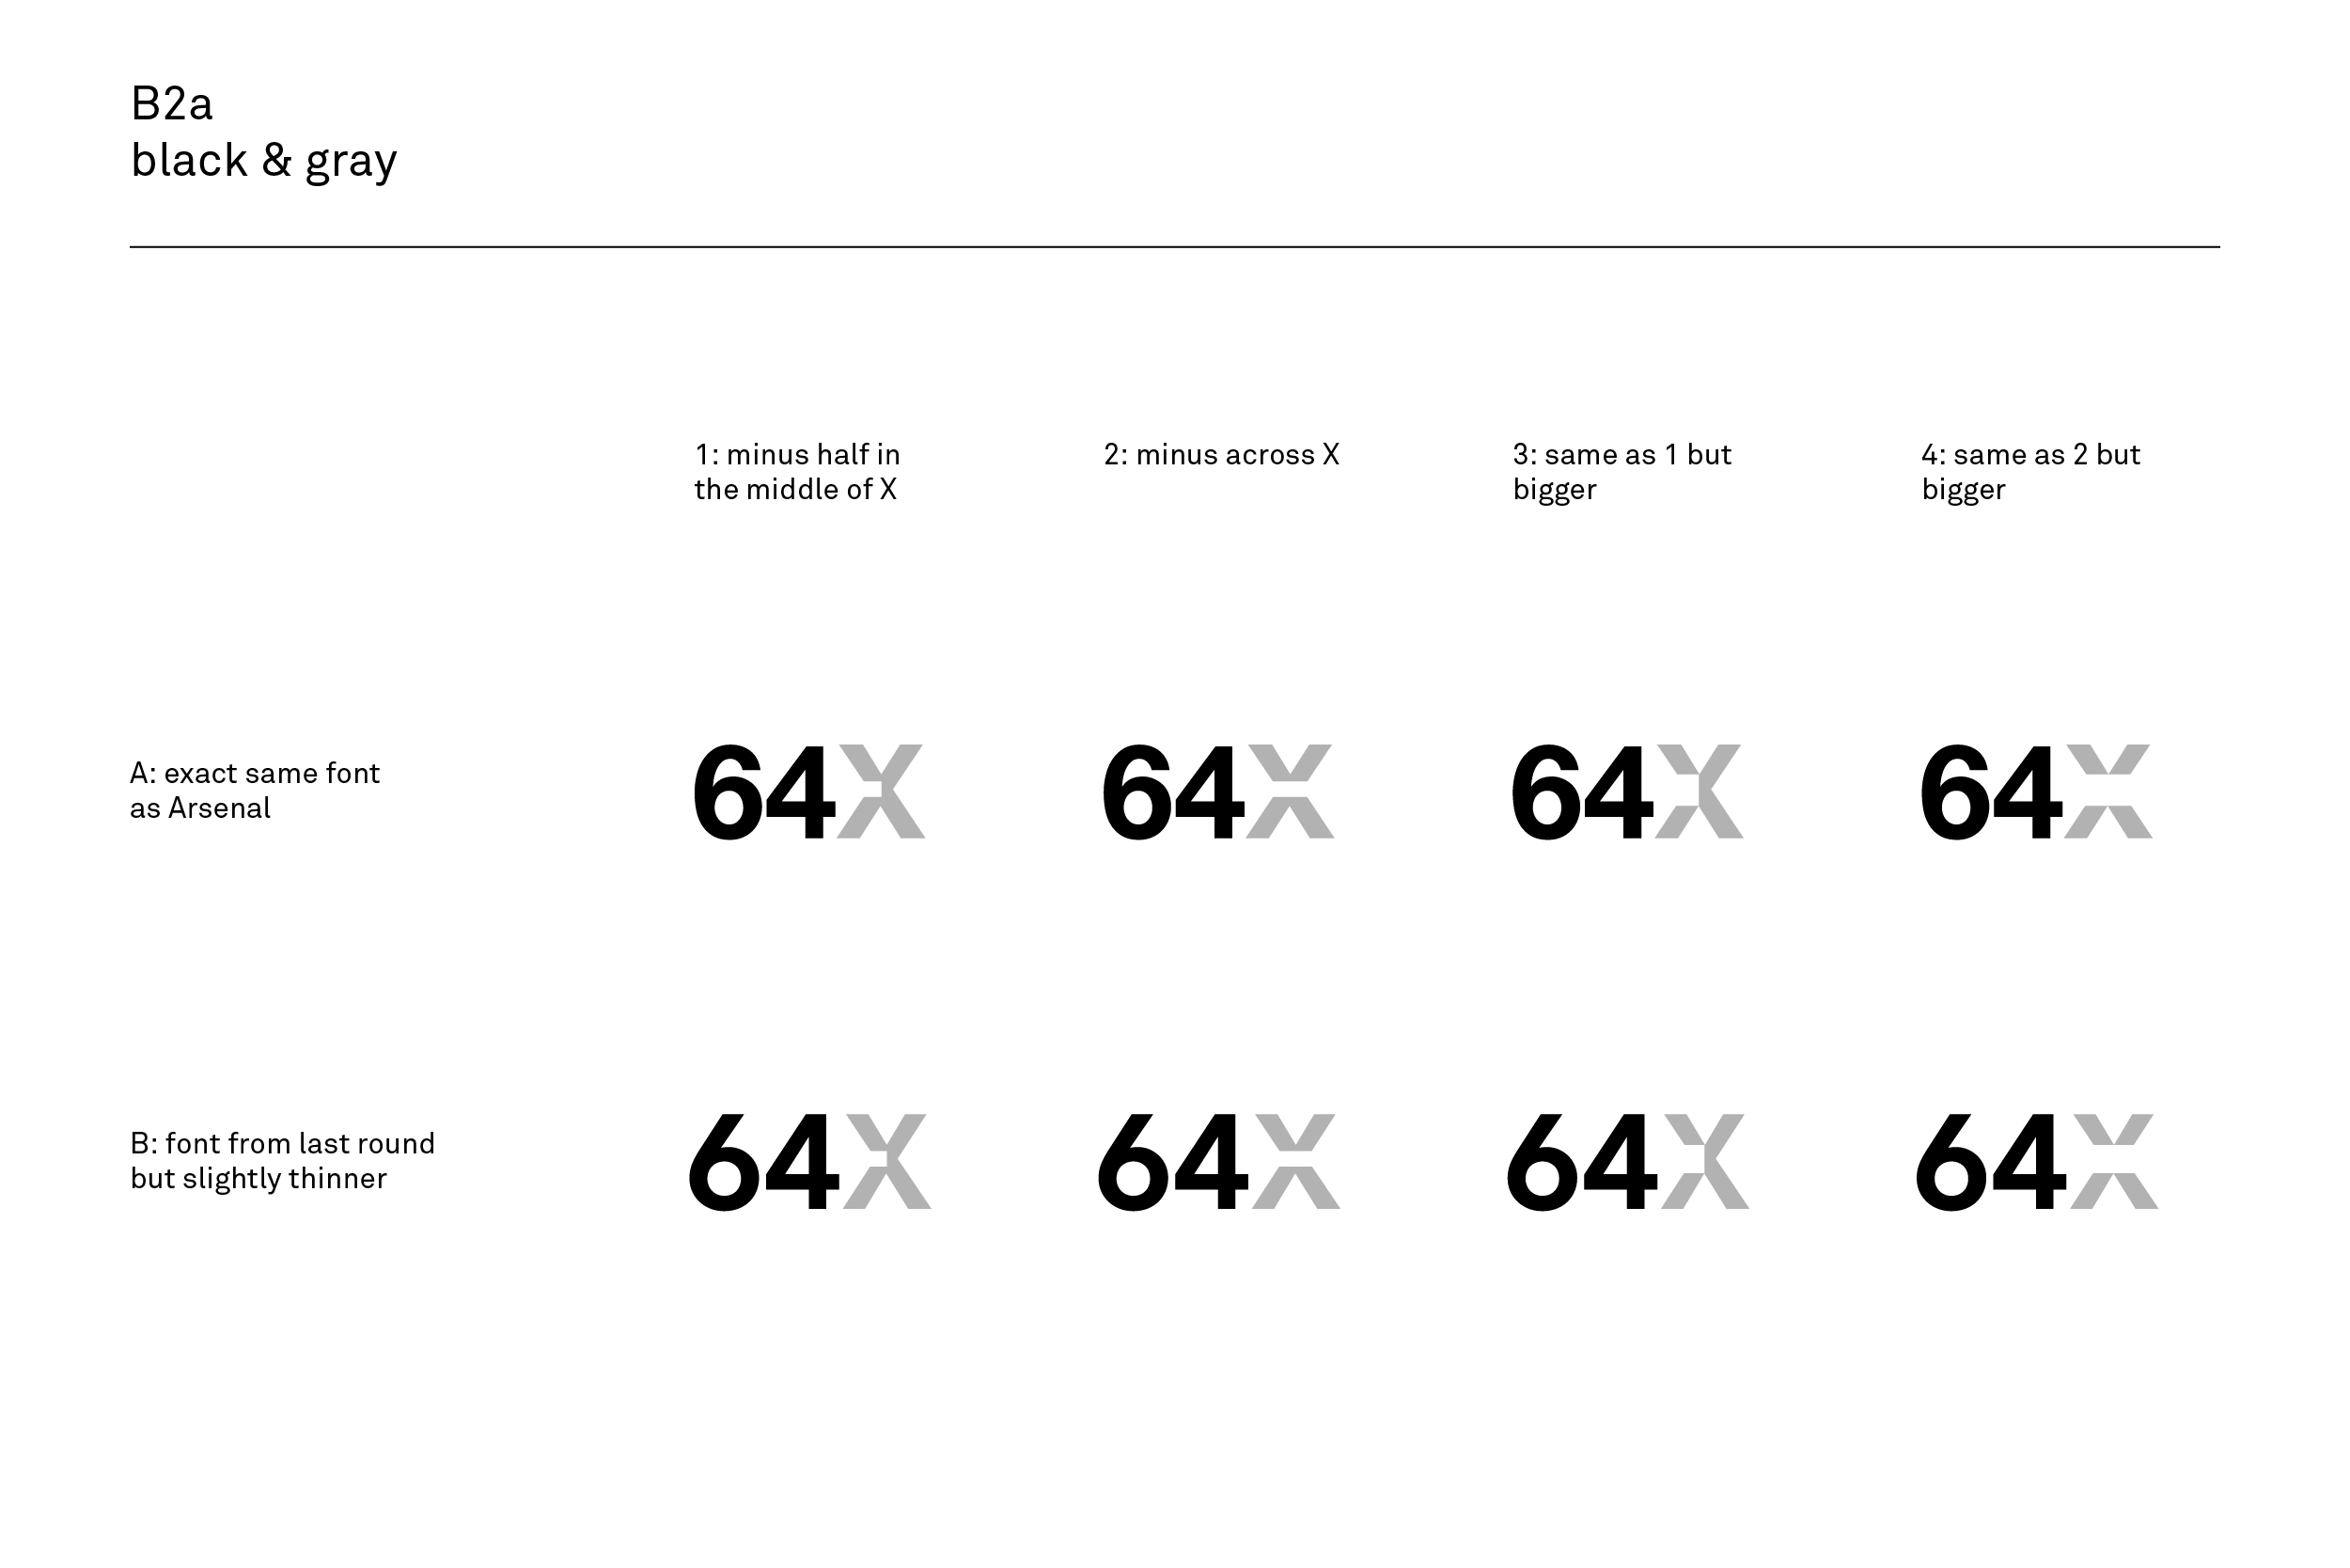 B2a
black & gray
1: minus half in
the middle of X
2: minus across X
3: same as 1 but
bigger
4: same as 2 but
bigger
A: exact same font
as Arsenal
64X
64X
64X
64X
B: font from last round
but slightly thinner
64X
64X
64X
64X